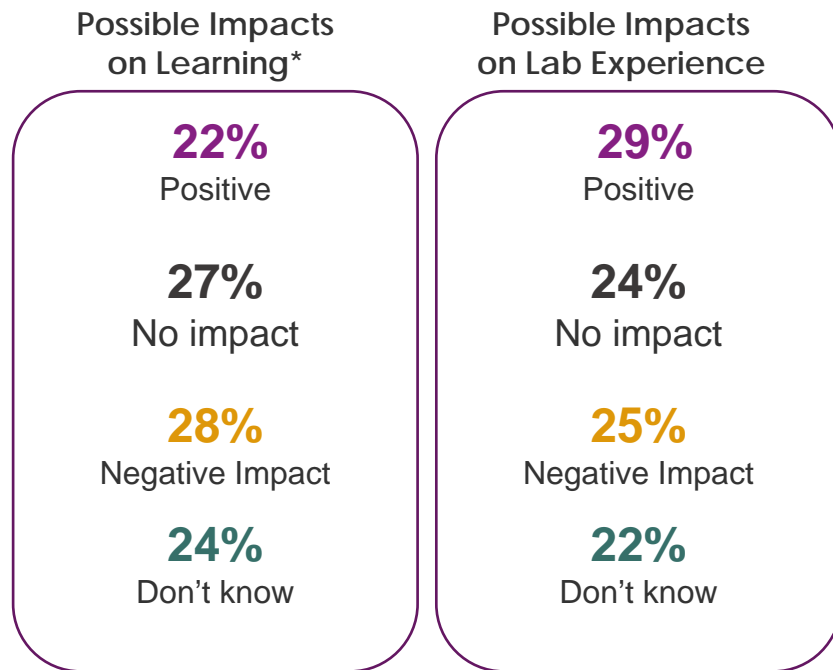 Possible Impacts
on Learning*
22%
Positive
27%
No impact
28%
Negative Impact
24%
Don’t know
Possible Impacts
on Lab Experience
29%
Positive
24%
No impact
25%
Negative Impact
22%
Don’t know